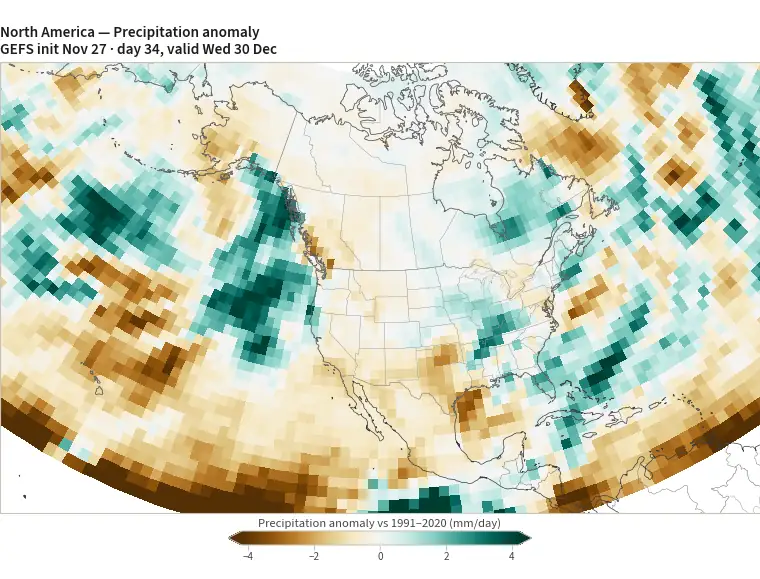 North America — Precipitation anomaly
GEFS init Nov 27 · day 34, valid Wed 30 Dec
Precipitation anomaly vs 1991–2020 (mm/day)
−4 −2 0 2 4